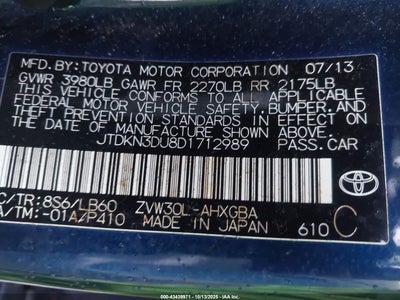 MFD.BY:TOYOTA MOTOR CORPORATION 07/13
GVWR 3980LB GAWR FR 2270LB RR 2175LB
THIS VEHICLE CONFORMS TO ALL APPLICABLE
FEDERAL MOTOR VEHICLE SAFETY, BUMPER, AND
THEFT PREVENTION STANDARDS IN EFFECT ON
THE DATE OF MANUFACTURE SHOWN ABOVE.
JTDKN3DU8D1712989 PASS.CAR
C/TR:8S6/LB60 ZVW30L-AHXGBA C
A/TM:-01A/P410 MADE IN JAPAN 610
TOYOTA
000-43439971 - 10/13/2025 - IAA Inc.